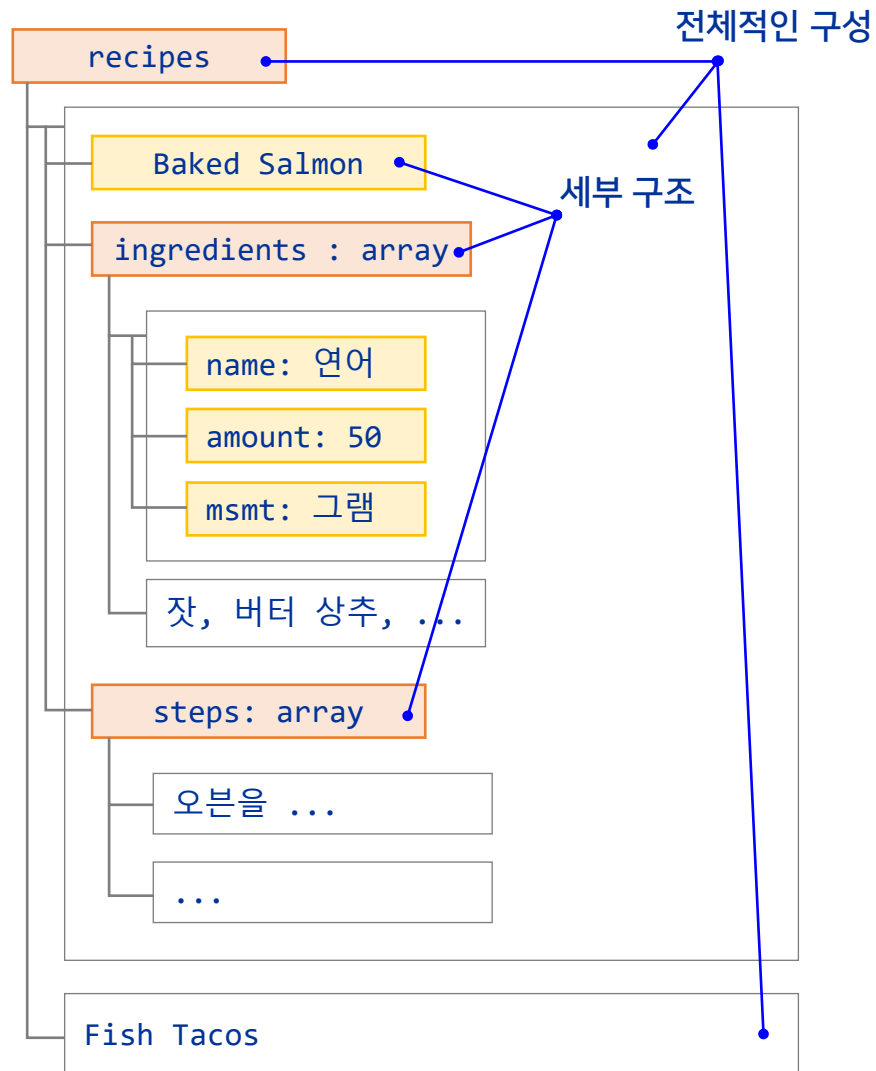 전체적인 구성
recipes
Baked Salmon
세부 구조
ingredients : array
name: 연어
amount: 50
msmt: 그램
잣, 버터 상추, ...
steps: array
오븐을 ...
...
Fish Tacos